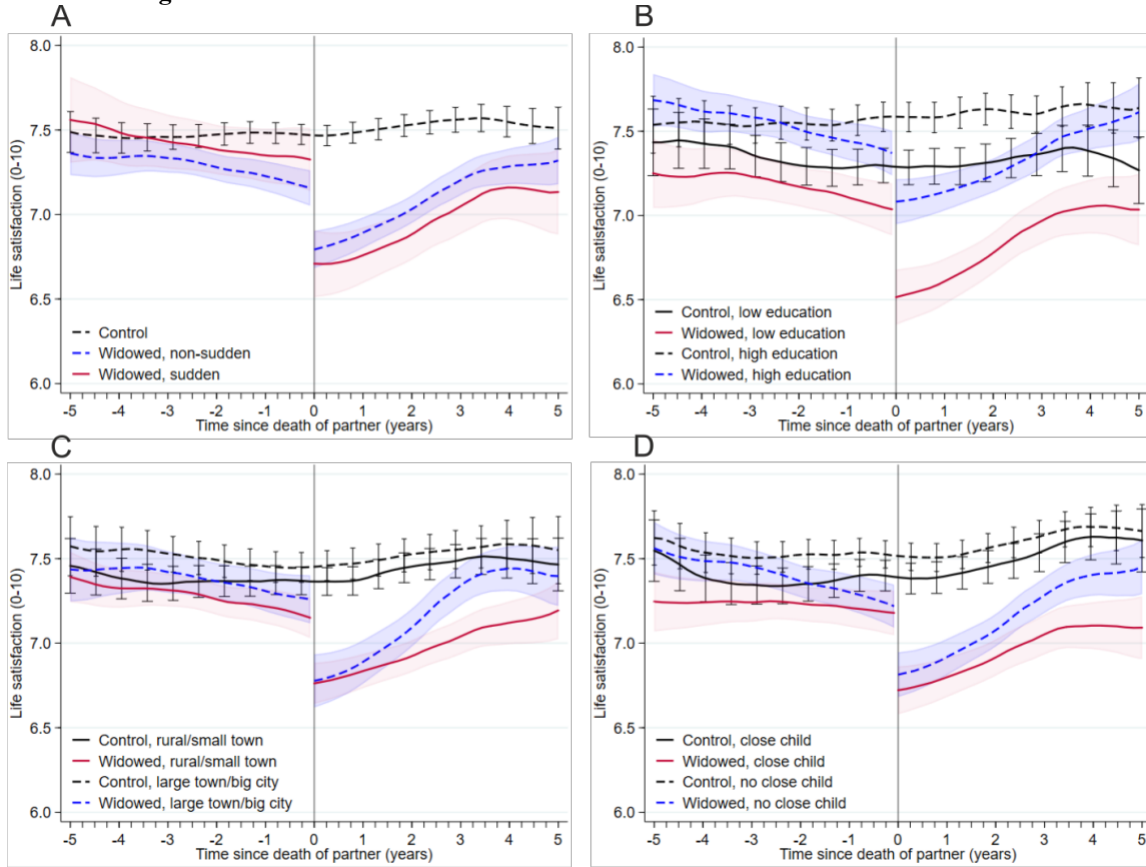 g
A
8.0
7.5
7.0
6.5
6.0
Life satisfaction (0-10)
Control
Widowed, non-sudden
Widowed, sudden
-5 -4 -3 -2 -1 0 1 2 3 4 5
Time since death of partner (years)
B
8.0
7.5
7.0
6.5
6.0
Life satisfaction (0-10)
Control, low education
Widowed, low education
Control, high education
Widowed, high education
-5 -4 -3 -2 -1 0 1 2 3 4 5
Time since death of partner (years)
C
8.0
7.5
7.0
6.5
6.0
Life satisfaction (0-10)
Control, rural/small town
Widowed, rural/small town
Control, large town/big city
Widowed, large town/big city
-5 -4 -3 -2 -1 0 1 2 3 4 5
Time since death of partner (years)
D
8.0
7.5
7.0
6.5
6.0
Life satisfaction (0-10)
Control, close child
Widowed, close child
Control, no close child
Widowed, no close child
-5 -4 -3 -2 -1 0 1 2 3 4 5
Time since death of partner (years)